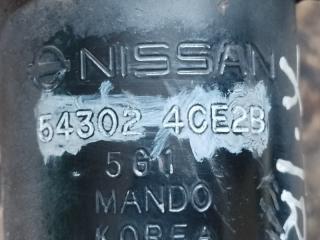 NISSAN
54302 4CE2B
5G1
MANDO
KOREA